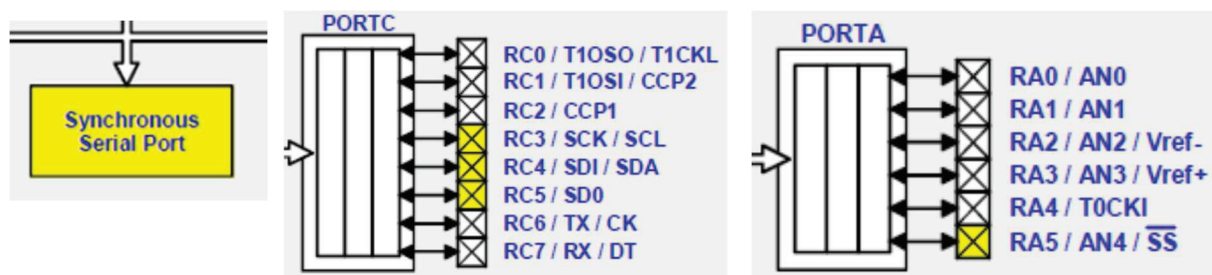 Synchronous
Serial Port
PORTC
RC0 / T1OSO / T1CKL
RC1 / T1OSI / CCP2
RC2 / CCP1
RC3 / SCK / SCL
RC4 / SDI / SDA
RC5 / SD0
RC6 / TX / CK
RC7 / RX / DT
PORTA
RA0 / AN0
RA1 / AN1
RA2 / AN2 / Vref-
RA3 / AN3 / Vref+
RA4 / T0CKI
RA5 / AN4 / S̅S̅